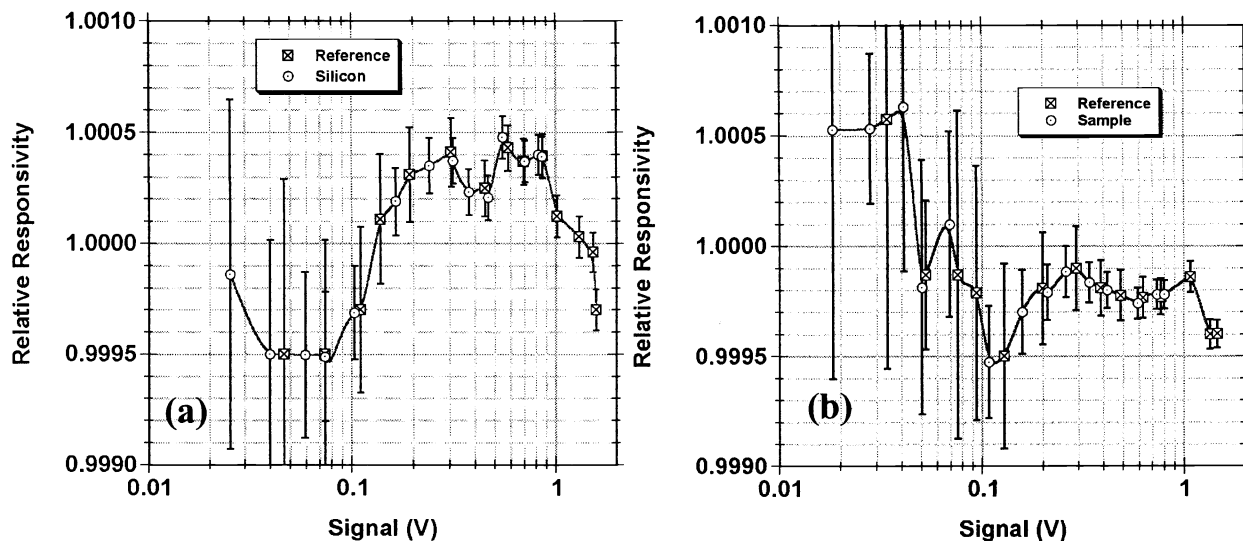 1.0010
1.0005
1.0000
0.9995
0.9990
Relative Responsivity
Reference
Silicon
(a)
0.01
0.1
1
Signal (V)
1.0010
1.0005
1.0000
0.9995
0.9990
Relative Responsivity
Reference
Sample
(b)
0.01
0.1
1
Signal (V)